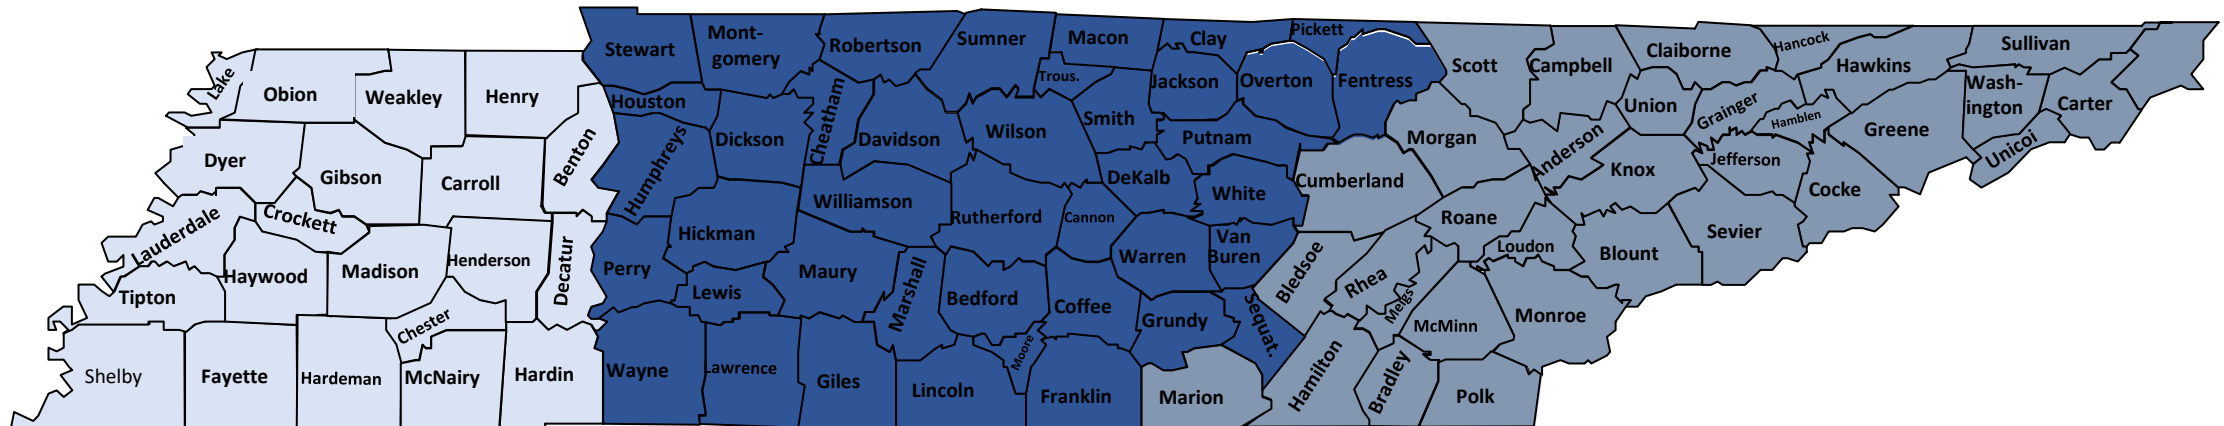 Stewart
Mont-
gomery
Robertson
Sumner
Macon
Clay
Pickett
Lake
Obion
Weakley
Henry
Houston
Cheatham
Trous.
Jackson
Overton
Fentress
Scott
Campbell
Claiborne
Hancock
Hawkins
Sullivan
Dyer
Gibson
Carroll
Benton
Humphreys
Dickson
Davidson
Wilson
Smith
Putnam
Morgan
Anderson
Union
Grainger
Hamblen
Greene
Wash-
ington
Carter
Unicoi
Lauderdale
Crockett
Williamson
Rutherford
Cannon
DeKalb
White
Cumberland
Roane
Knox
Jefferson
Cocke
Tipton
Haywood
Madison
Henderson
Decatur
Perry
Hickman
Lewis
Maury
Marshall
Bedford
Coffee
Warren
Van
Buren
Bledsoe
Rhea
Meigs
Loudon
Blount
Sevier
Shelby
Fayette
Hardeman
Chester
McNairy
Hardin
Wayne
Lawrence
Giles
Lincoln
Moore
Franklin
Grundy
Sequat.
Marion
Hamilton
Bradley
McMinn
Polk
Monroe